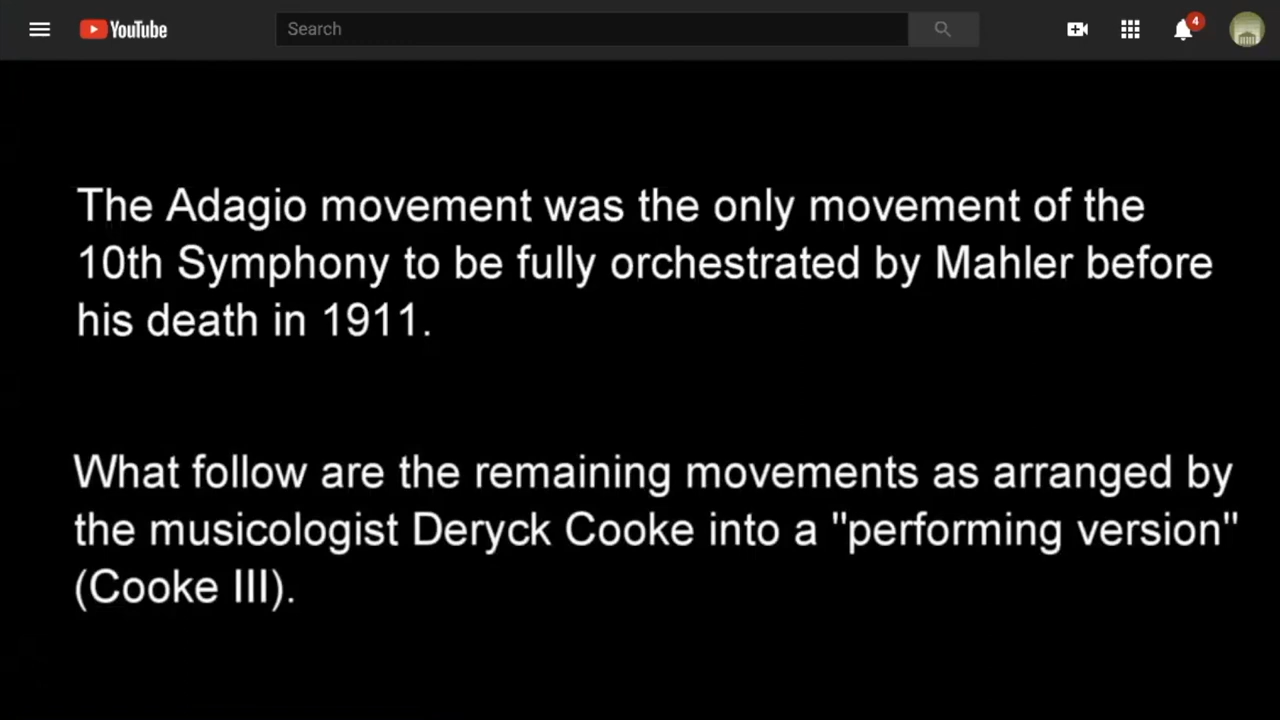 YouTube
Search
4
The Adagio movement was the only movement of the
10th Symphony to be fully orchestrated by Mahler before
his death in 1911.
What follow are the remaining movements as arranged by
the musicologist Deryck Cooke into a "performing version"
(Cooke III).